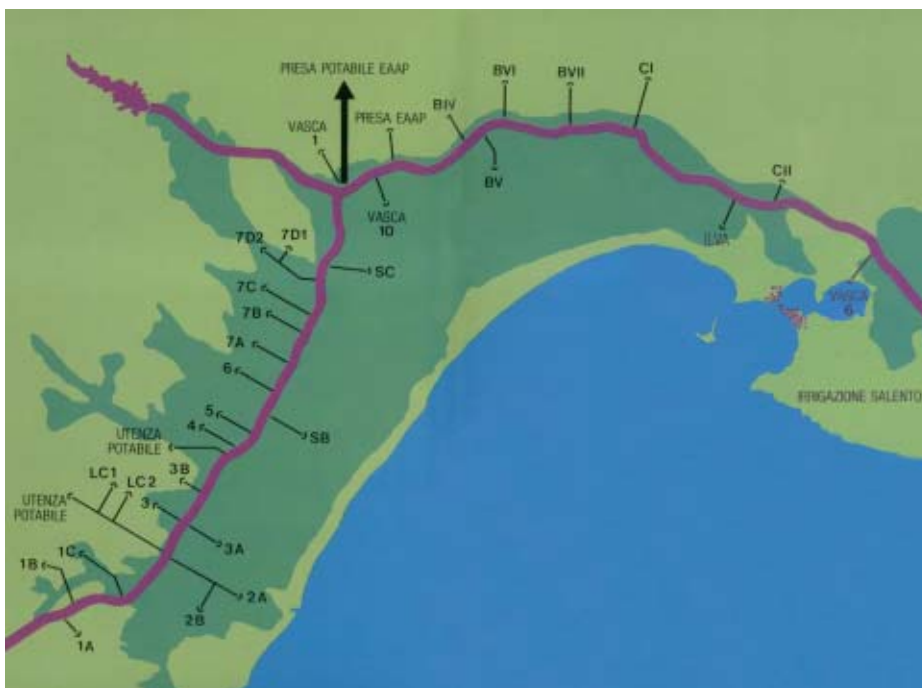 PRESA POTABILE EAAP
CI
BVI
BVII
BIV
PRESA EAAP
VASCA
1
BV
CII
VASCA
10
7D2
7D1
ILVA
SC
7C
7B
VASCA
6
7A
6
IRRIGAZIONE SALENTO
5
4
SB
UTENZA
POTABILE
3B
LC1
LC2
UTENZA
POTABILE
3
3A
1C
1B
2A
2B
1A